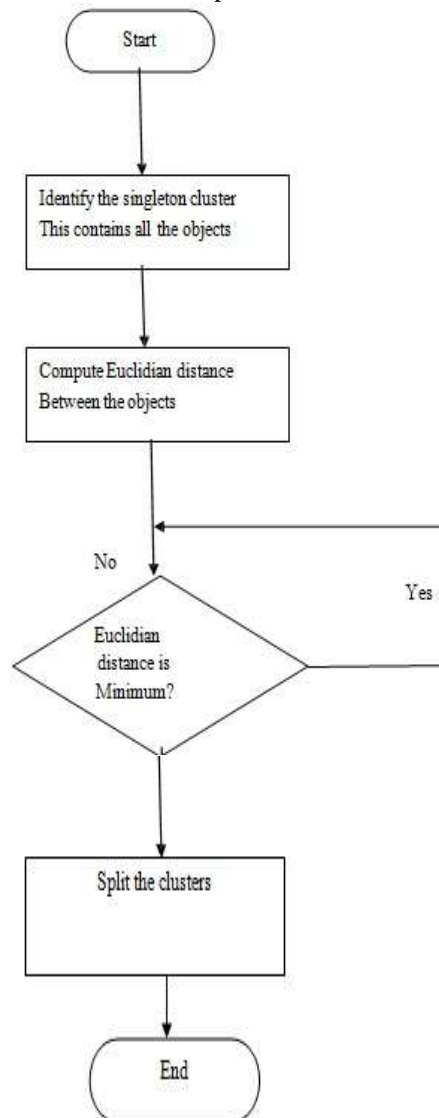 Start
Identify the singleton cluster
This contains all the objects
Compute Euclidian distance
Between the objects
No
Yes
Euclidian
distance is
Minimum?
Split the clusters
End